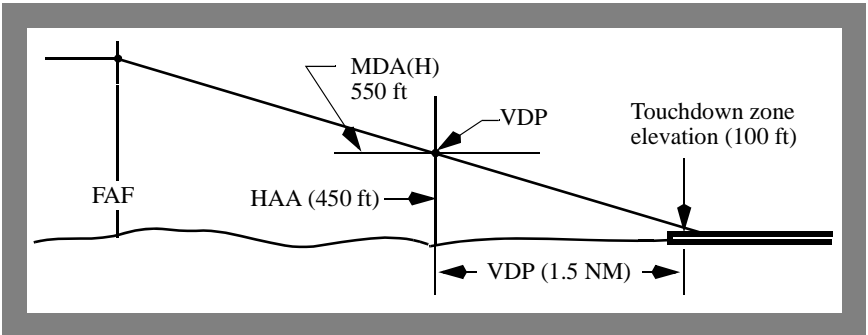 MDA(H)
550 ft
VDP
Touchdown zone
elevation (100 ft)
FAF
HAA (450 ft)
VDP (1.5 NM)